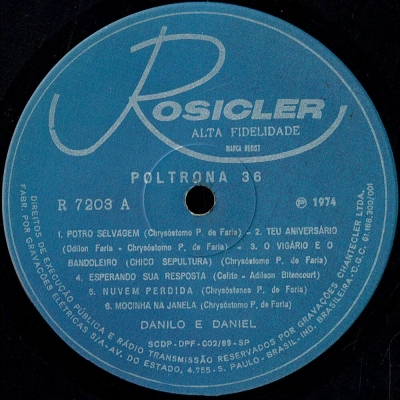 ROSICLER
ALTA FIDELIDADE
MARCA REGIST
POLTRONA 36
R 7203 A
℗ 1974
1. POTRO SELVAGEM (Chrysóstomo P. de Faria) - 2. TEU ANIVERSÁRIO
(Odilon Faria - Chrysóstomo P. de Faria) - 3. O VIGÁRIO E O
BANDOLEIRO (CHICO SEPULTURA) (Chrysóstomo P. de Faria)
4. ESPERANDO SUA RESPOSTA (Celito - Adilson Bitencourt)
5. NUVEM PERDIDA (Chrysóstenos P. de Faria)
6. MOCINHA NA JANELA (Chrysóstomo P. de Faria)
DANILO E DANIEL
SCDP-DPF-002/69-SP
DIREITOS DE EXECUÇÃO PÚBLICA E RÁDIO TRANSMISSÃO RESERVADOS POR GRAVAÇÕES CHANTECLER LTDA.
FABR. POR GRAVAÇÕES ELÉTRICAS S/A-AV. DO ESTADO, 4.755-S. PAULO-BRASIL-IND. BRASILEIRA-C.G.C. 61.186.300/001